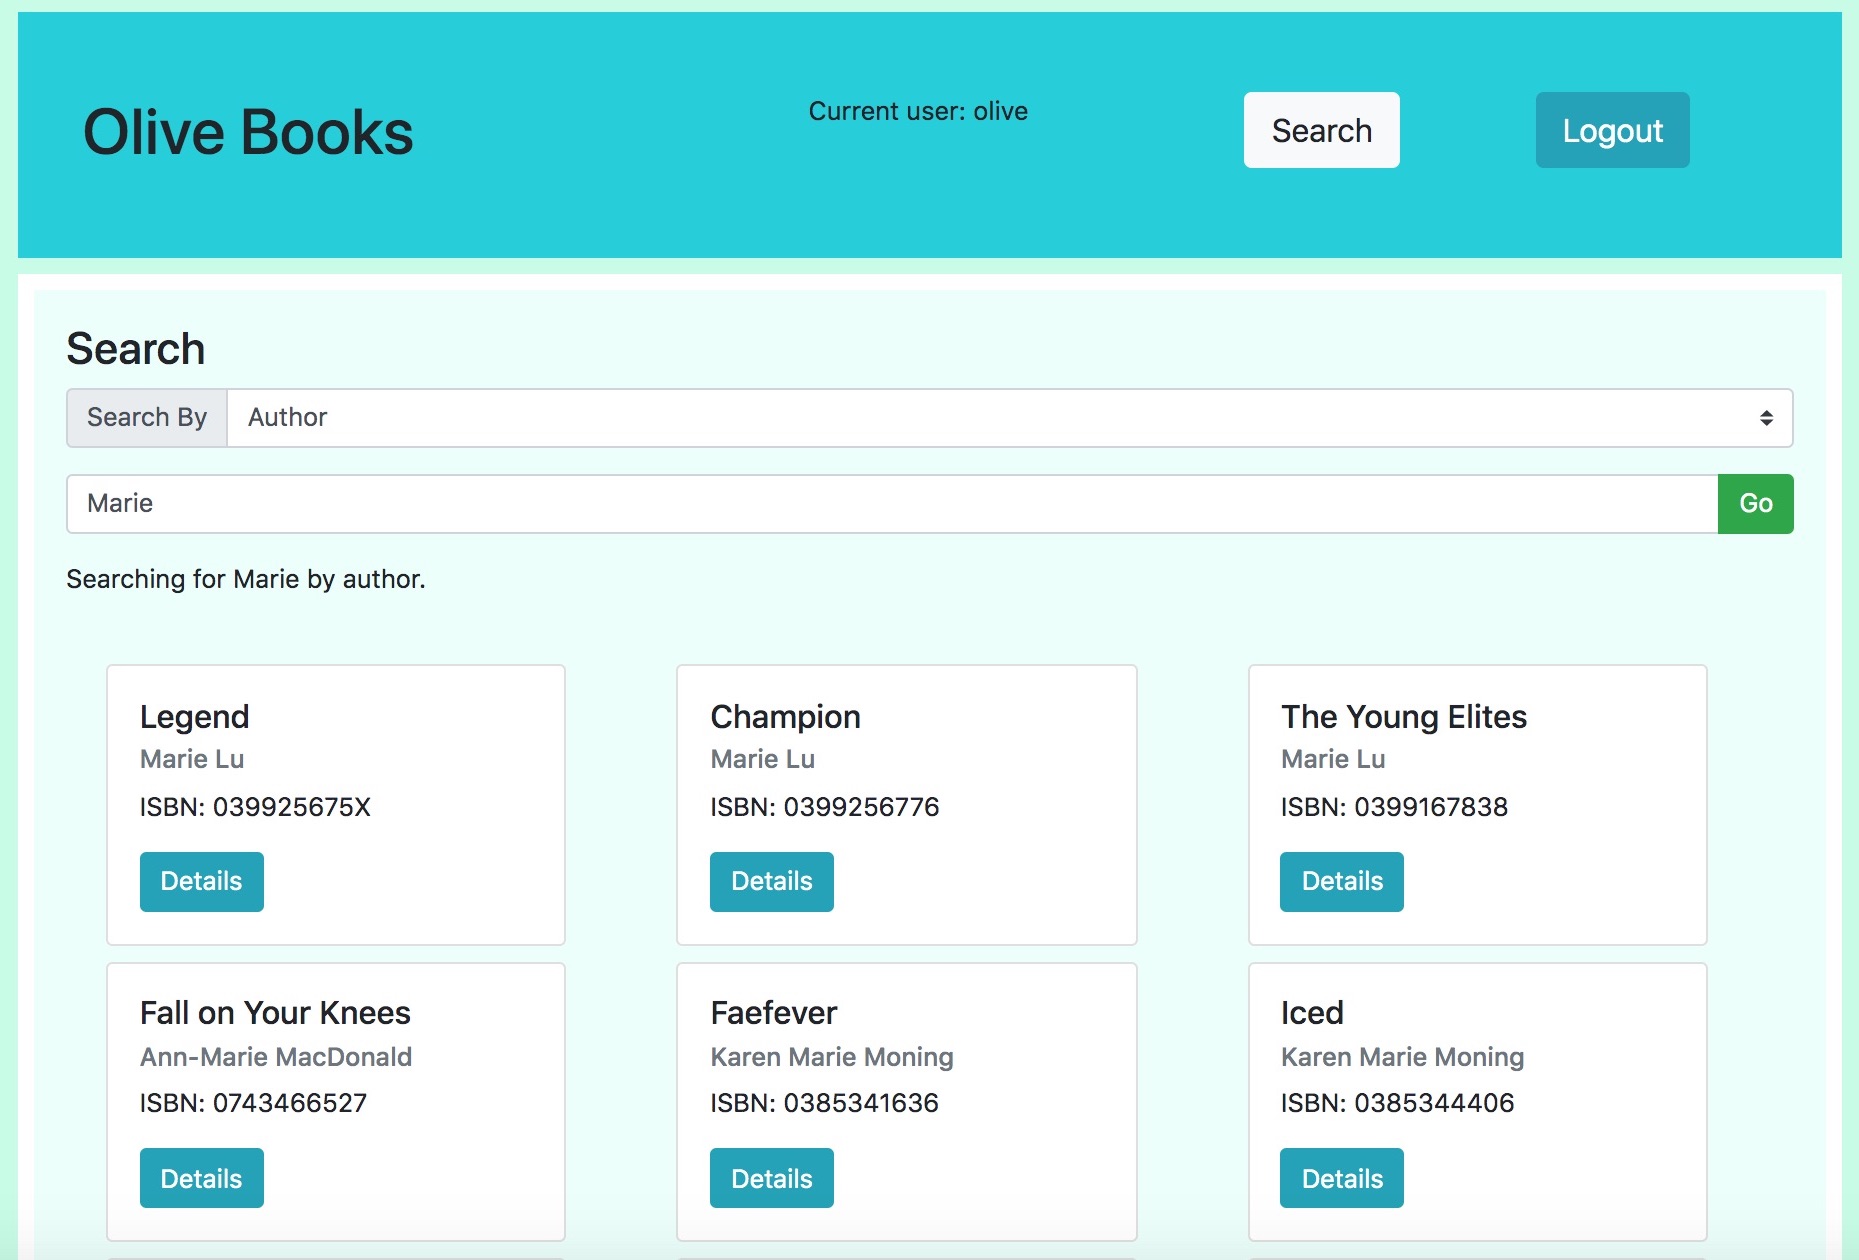 Olive Books
Current user: olive
Search
Logout
Search
Search By
Author
Marie
Go
Searching for Marie by author.
Legend
Marie Lu
ISBN: 039925675X
Details
Champion
Marie Lu
ISBN: 0399256776
Details
The Young Elites
Marie Lu
ISBN: 0399167838
Details
Fall on Your Knees
Ann-Marie MacDonald
ISBN: 0743466527
Details
Faefever
Karen Marie Moning
ISBN: 0385341636
Details
Iced
Karen Marie Moning
ISBN: 0385344406
Details